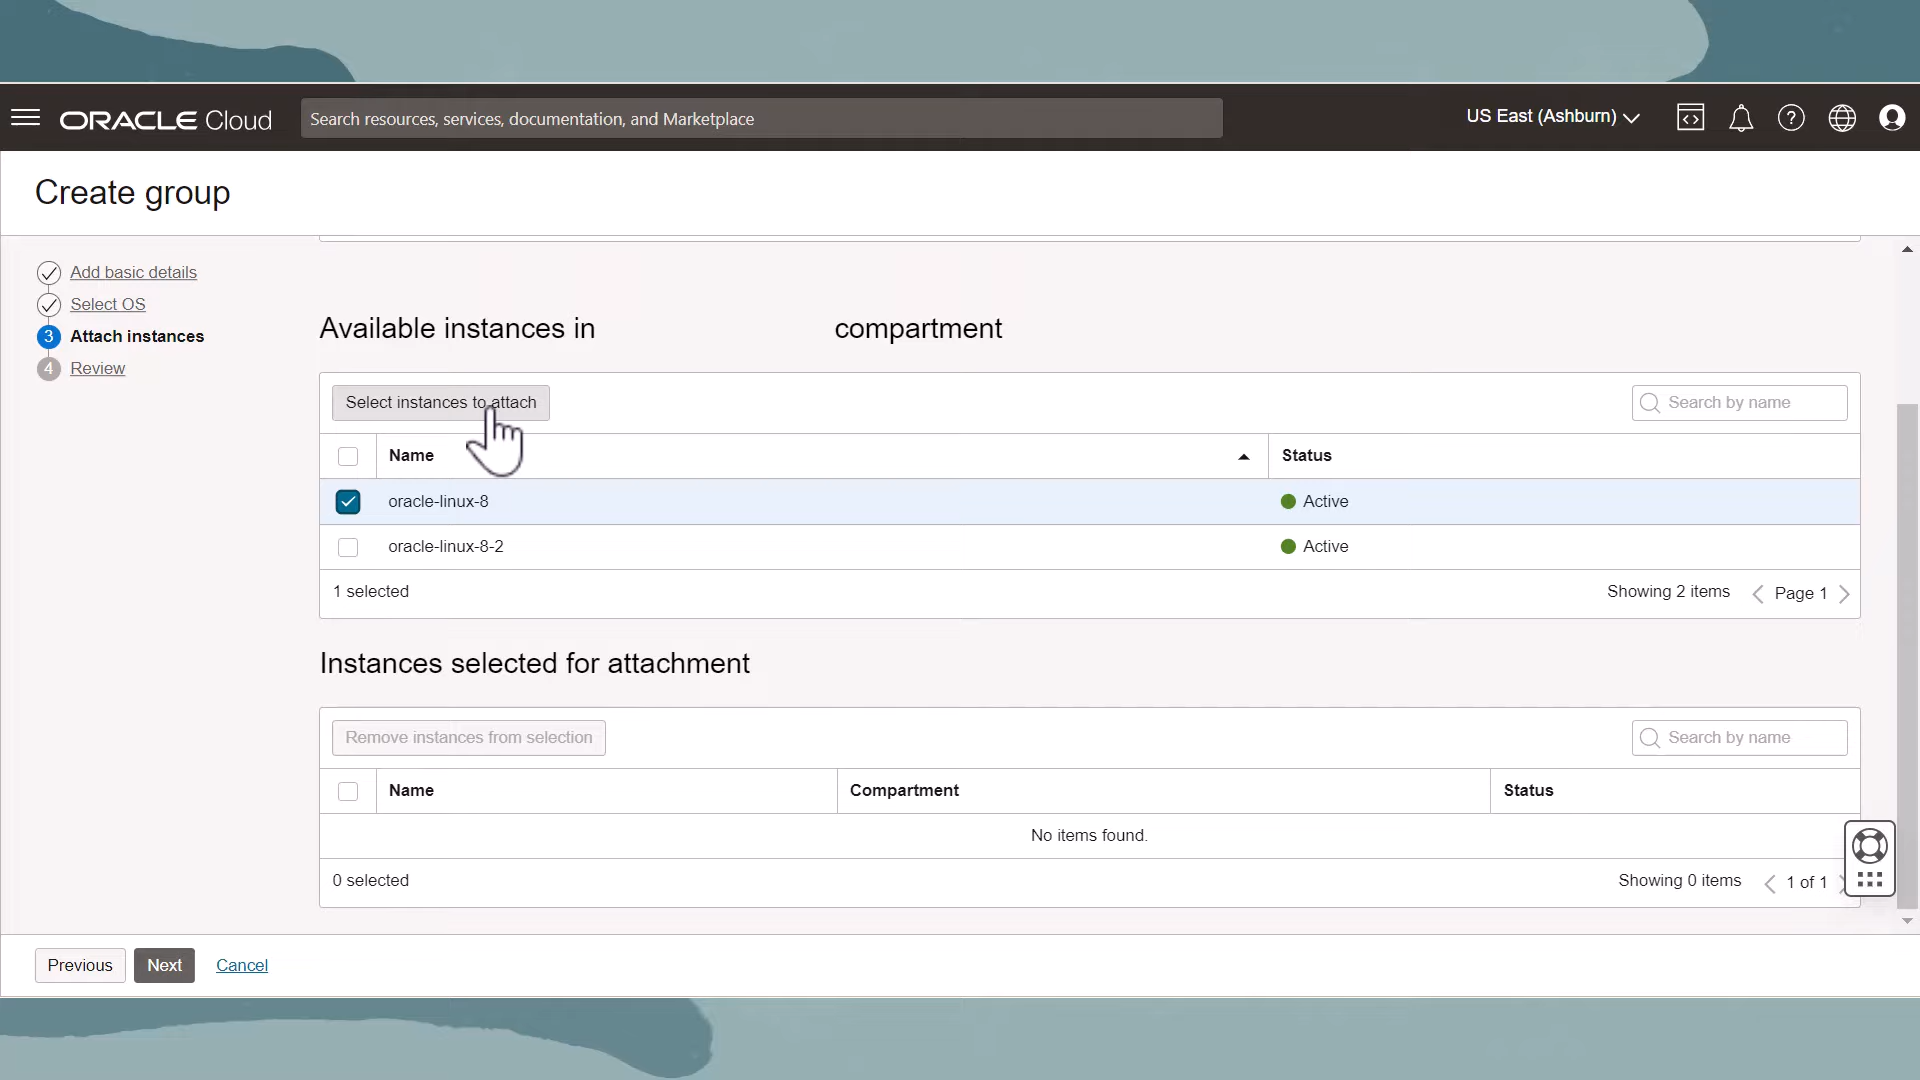 ORACLE Cloud
Search resources, services, documentation, and Marketplace
US East (Ashburn)
Create group
Add basic details
Select OS
3 Attach instances
4 Review
Available instances in compartment
Select instances to attach
Search by name
Name Status
oracle-linux-8 Active
oracle-linux-8-2 Active
1 selected Showing 2 items Page 1
Instances selected for attachment
Remove instances from selection
Search by name
Name Compartment Status
No items found.
0 selected Showing 0 items 1 of 1
Previous Next Cancel